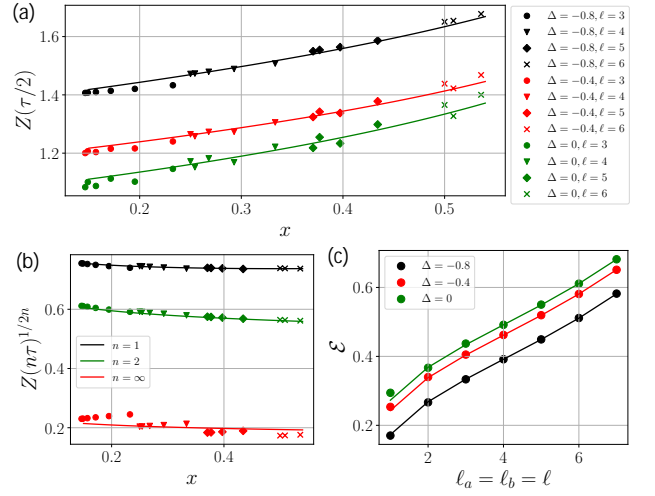 (a)
Z(τ/2)
1.6
1.4
1.2
0.2
0.3
0.4
0.5
x
Δ = −0.8, ℓ = 3
Δ = −0.8, ℓ = 4
Δ = −0.8, ℓ = 5
Δ = −0.8, ℓ = 6
Δ = −0.4, ℓ = 3
Δ = −0.4, ℓ = 4
Δ = −0.4, ℓ = 5
Δ = −0.4, ℓ = 6
Δ = 0, ℓ = 3
Δ = 0, ℓ = 4
Δ = 0, ℓ = 5
Δ = 0, ℓ = 6
(b)
Z(nτ)^{1/2n}
0.6
0.4
0.2
n = 1
n = 2
n = ∞
0.2
0.4
x
(c)
ℰ
0.6
0.4
0.2
Δ = −0.8
Δ = −0.4
Δ = 0
2
4
6
ℓ_a = ℓ_b = ℓ